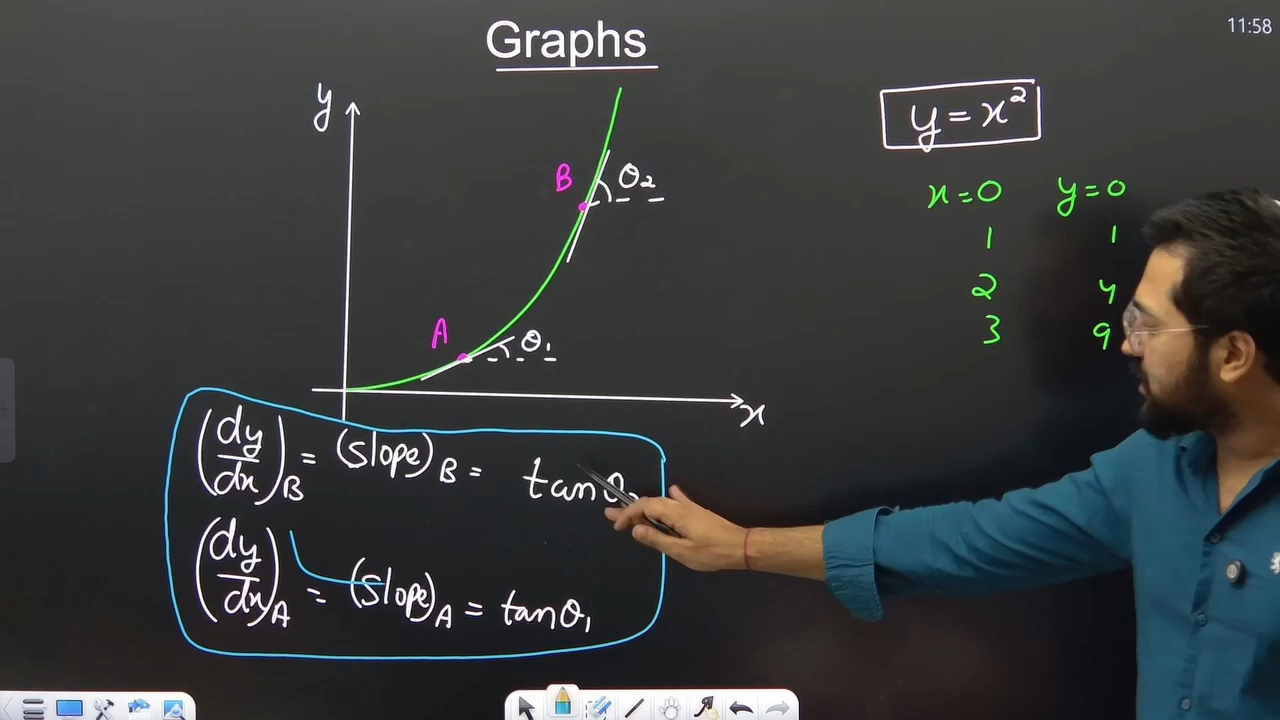 11:58
Graphs
y
B θ₂
A θ₁
x
y = x²
x = 0 y = 0
1 1
2 4
3 9
(dy/dx)B = (slope)B = tanθ
(dy/dx)A = (slope)A = tanθ₁